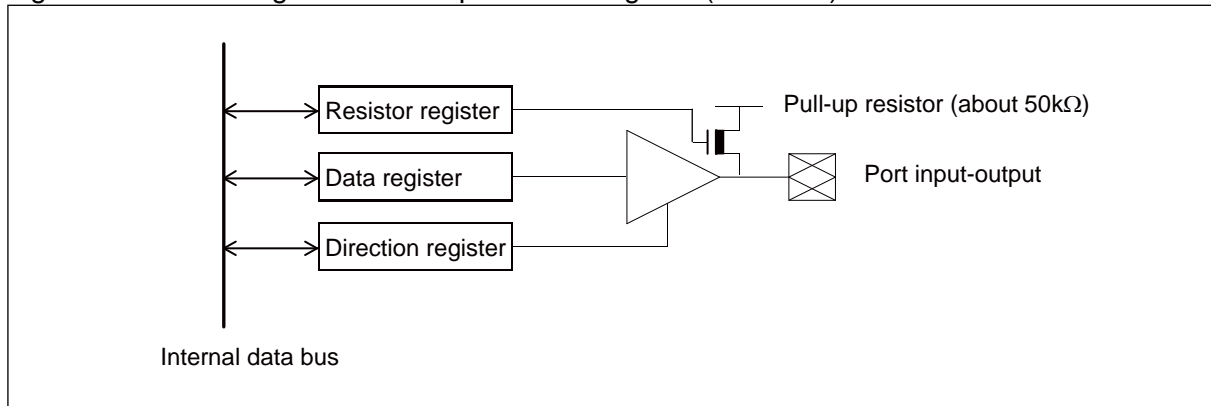 Resistor register
Pull-up resistor (about 50kΩ)
Data register
Port input-output
Direction register
Internal data bus